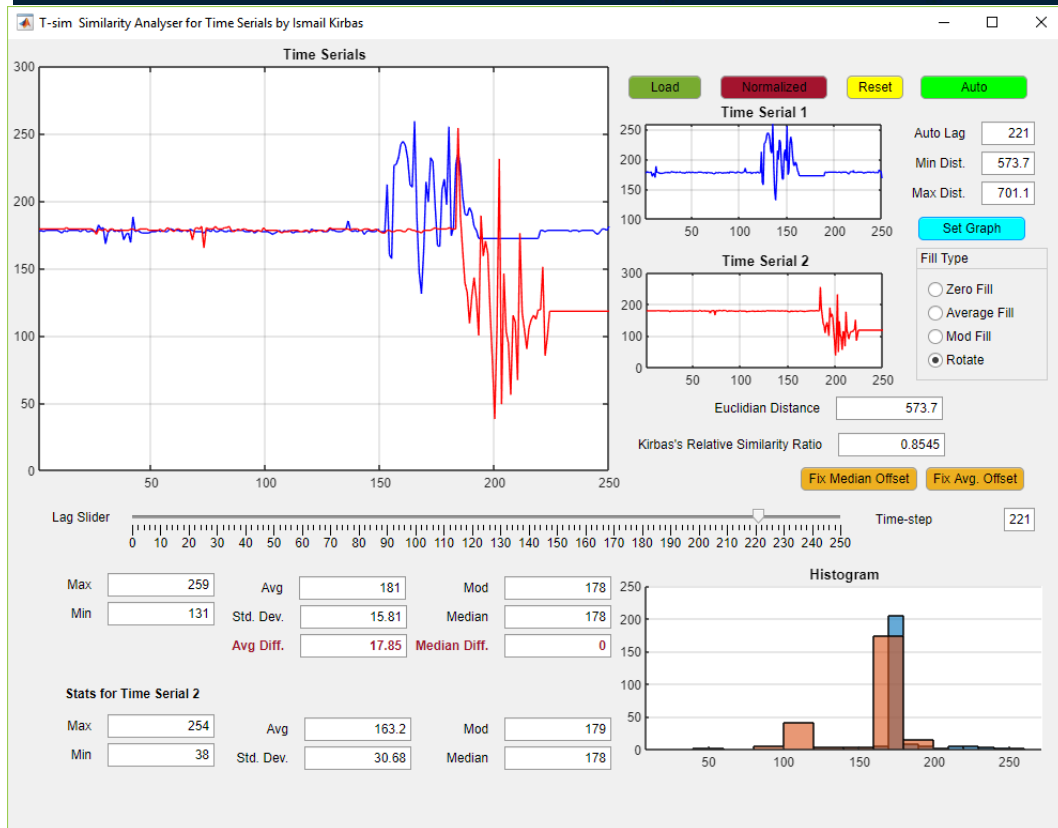 T-sim Similarity Analyser for Time Serials by Ismail Kirbas
Time Serials
300
250
200
150
100
50
0
50 100 150 200 250
Load Normalized Reset Auto
Time Serial 1
250
200
150
100
50 100 150 200 250
Auto Lag 221
Min Dist. 573.7
Max Dist. 701.1
Set Graph
Time Serial 2
300
200
100
0
50 100 150 200 250
Fill Type
Zero Fill
Average Fill
Mod Fill
Rotate
Euclidian Distance 573.7
Kirbas's Relative Similarity Ratio 0.8545
Fix Median Offset Fix Avg. Offset
Lag Slider
0 10 20 30 40 50 60 70 80 90 100 110 120 130 140 150 160 170 180 190 200 210 220 230 240 250
Time-step 221
Max 259 Avg 181 Mod 178
Min 131 Std. Dev. 15.81 Median 178
Avg Diff. 17.85 Median Diff. 0
Stats for Time Serial 2
Max 254 Avg 163.2 Mod 179
Min 38 Std. Dev. 30.68 Median 178
Histogram
250
200
150
100
50
0
50 100 150 200 250